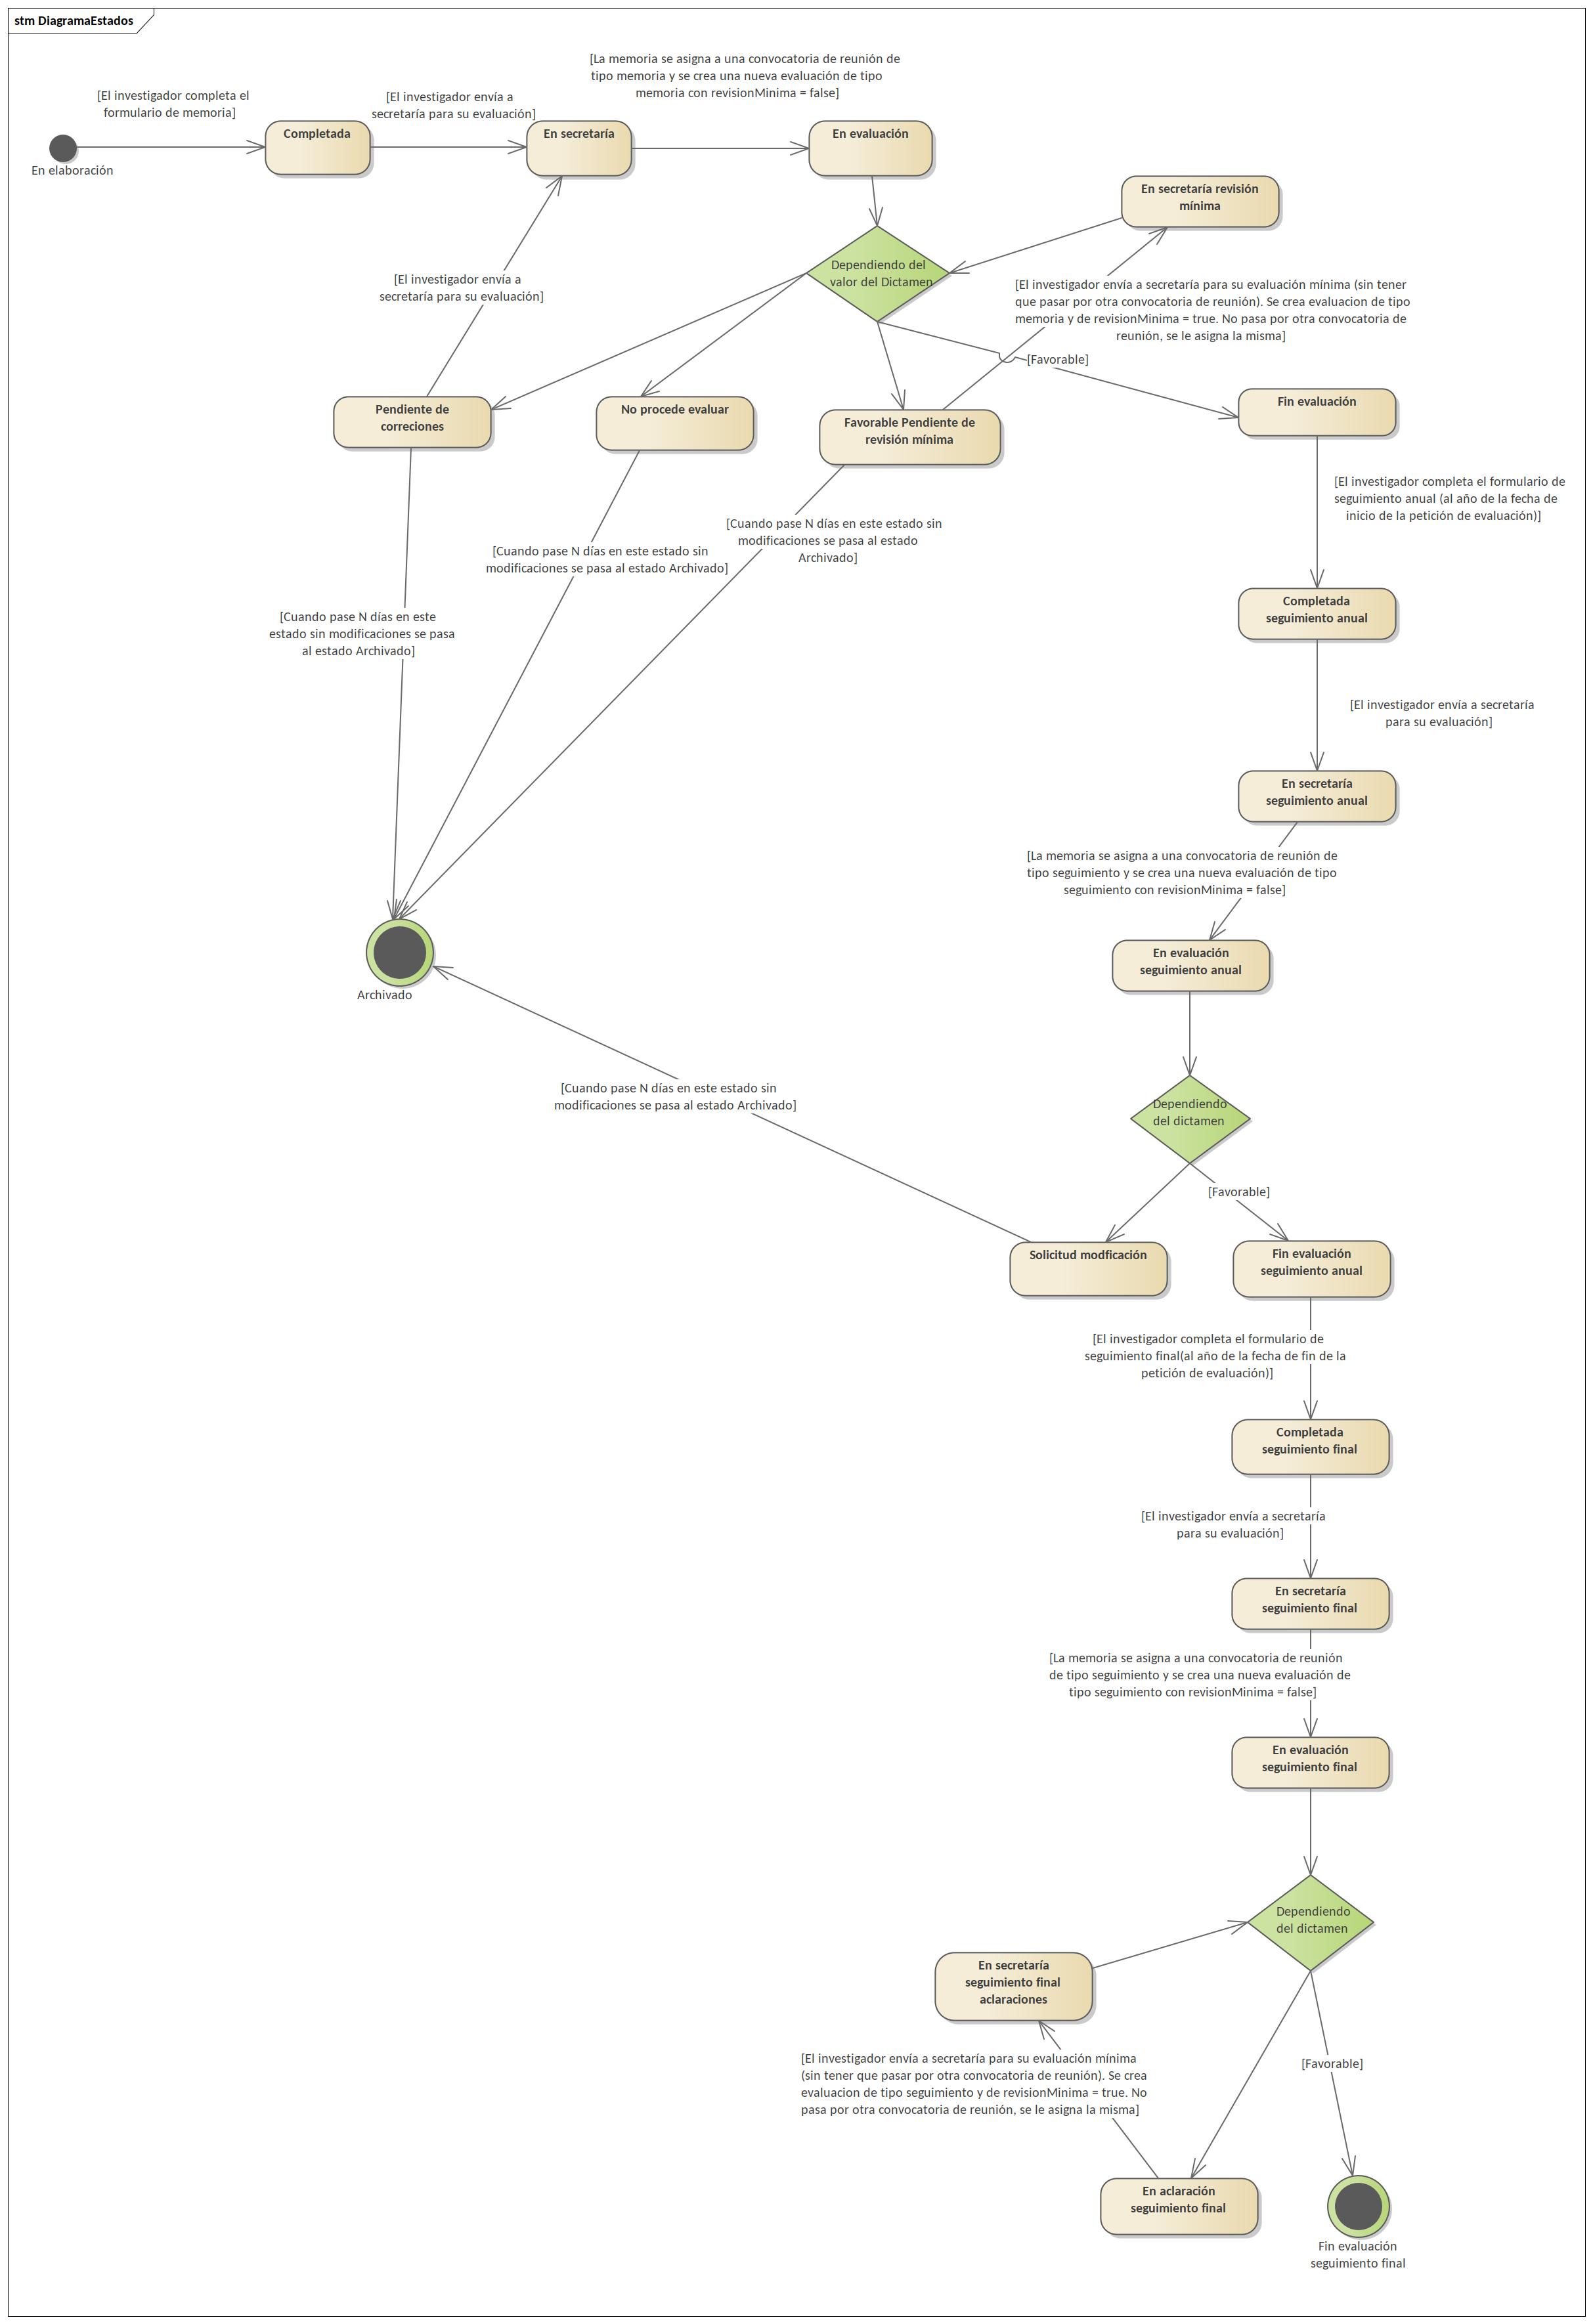 stm DiagramaEstados
[La memoria se asigna a una convocatoria de reunión de
tipo memoria y se crea una nueva evaluación de tipo
memoria con revisionMinima = false]
[El investigador completa el
formulario de memoria]
[El investigador envía a
secretaría para su evaluación]
En elaboración
Completada
En secretaría
En evaluación
En secretaría revisión
mínima
Dependiendo del
valor del Dictamen
[El investigador envía a
secretaría para su evaluación]
[El investigador envía a secretaría para su evaluación mínima (sin tener
que pasar por otra convocatoria de reunión). Se crea evaluacion de tipo
memoria y de revisionMinima = true. No pasa por otra convocatoria de
reunión, se le asigna la misma]
[Favorable]
Pendiente de
correciones
No procede evaluar
Favorable Pendiente de
revisión mínima
Fin evaluación
[El investigador completa el formulario de
seguimiento anual (al año de la fecha de
inicio de la petición de evaluación)]
[Cuando pase N días en este estado sin
modificaciones se pasa al estado
Archivado]
[Cuando pase N días en este estado sin
modificaciones se pasa al estado Archivado]
[Cuando pase N días en este
estado sin modificaciones se pasa
al estado Archivado]
Completada
seguimiento anual
[El investigador envía a secretaría
para su evaluación]
En secretaría
seguimiento anual
[La memoria se asigna a una convocatoria de reunión de
tipo seguimiento y se crea una nueva evaluación de tipo
seguimiento con revisionMinima = false]
En evaluación
seguimiento anual
Archivado
[Cuando pase N días en este estado sin
modificaciones se pasa al estado Archivado]
Dependiendo
del dictamen
[Favorable]
Solicitud modficación
Fin evaluación
seguimiento anual
[El investigador completa el formulario de
seguimiento final(al año de la fecha de fin de la
petición de evaluación)]
Completada
seguimiento final
[El investigador envía a secretaría
para su evaluación]
En secretaría
seguimiento final
[La memoria se asigna a una convocatoria de reunión
de tipo seguimiento y se crea una nueva evaluación de
tipo seguimiento con revisionMinima = false]
En evaluación
seguimiento final
Dependiendo
del dictamen
En secretaría
seguimiento final
aclaraciones
[El investigador envía a secretaría para su evaluación mínima
(sin tener que pasar por otra convocatoria de reunión). Se crea
evaluacion de tipo seguimiento y de revisionMinima = true. No
pasa por otra convocatoria de reunión, se le asigna la misma]
[Favorable]
En aclaración
seguimiento final
Fin evaluación
seguimiento final